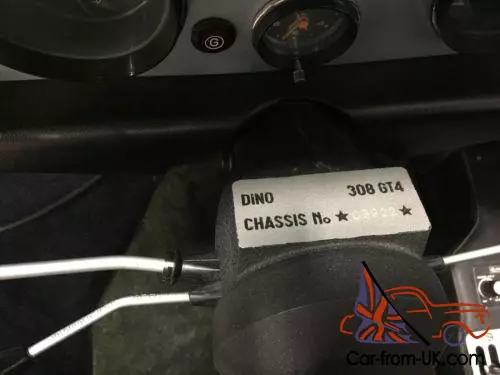 G
DINO 308 GT4
CHASSIS No ★ ★
Car-from-UK.com